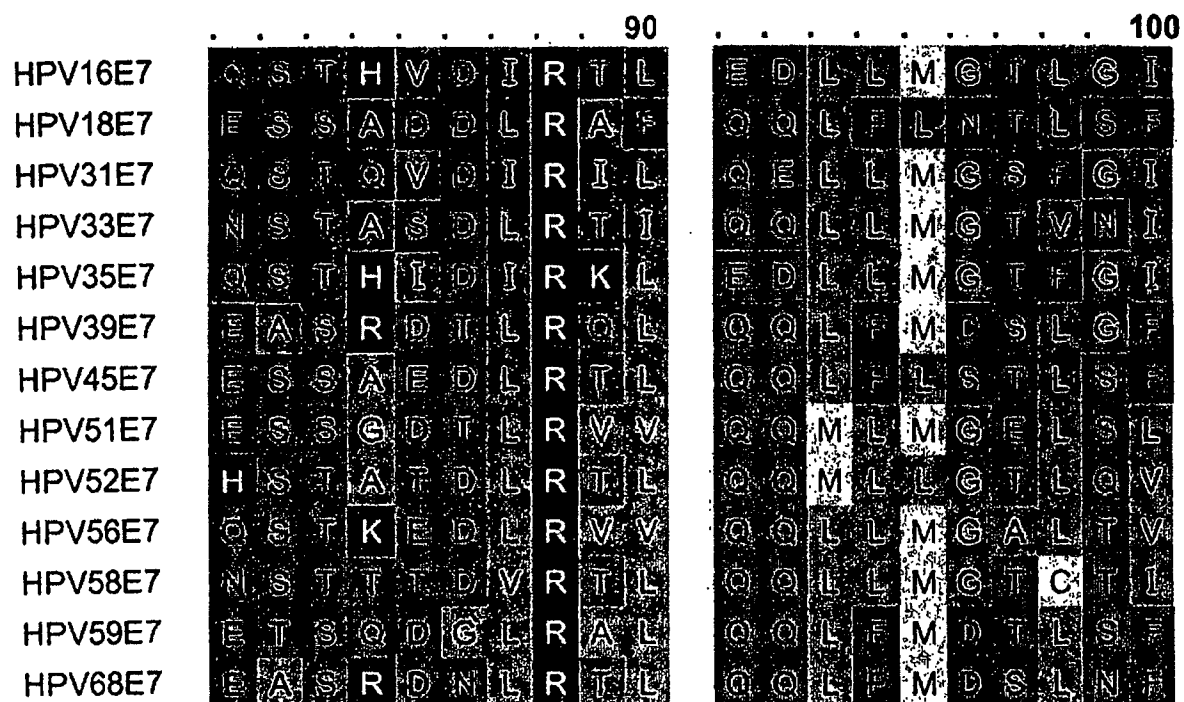 90 100
HPV16E7 Q S T H V D I R T L E D L L M G T L G I
HPV18E7 E S S A D D L R A F Q Q L F L N T L S F
HPV31E7 Q S T Q V D I R I L Q E L L M G S F G I
HPV33E7 N S T A S D L R T I Q Q L L M G T V N I
HPV35E7 Q S T H I D I R K L E D L L M G T F G I
HPV39E7 E A S R D T L R Q L Q Q L F M D S L G F
HPV45E7 E S S A E D L R T L Q Q L F L S T L S F
HPV51E7 E S S G D T L R V V Q Q M L M G E L S L
HPV52E7 H S T A T D L R T L Q Q M L L G T L Q V
HPV56E7 Q S T K E D L R V V Q Q L L M G A L T V
HPV58E7 N S T T T D V R T L Q Q L L M G T C T I
HPV59E7 E T S Q D G L R A L Q Q L F M D T L S F
HPV68E7 E A S R D N L R T L Q Q L F M D S L N F